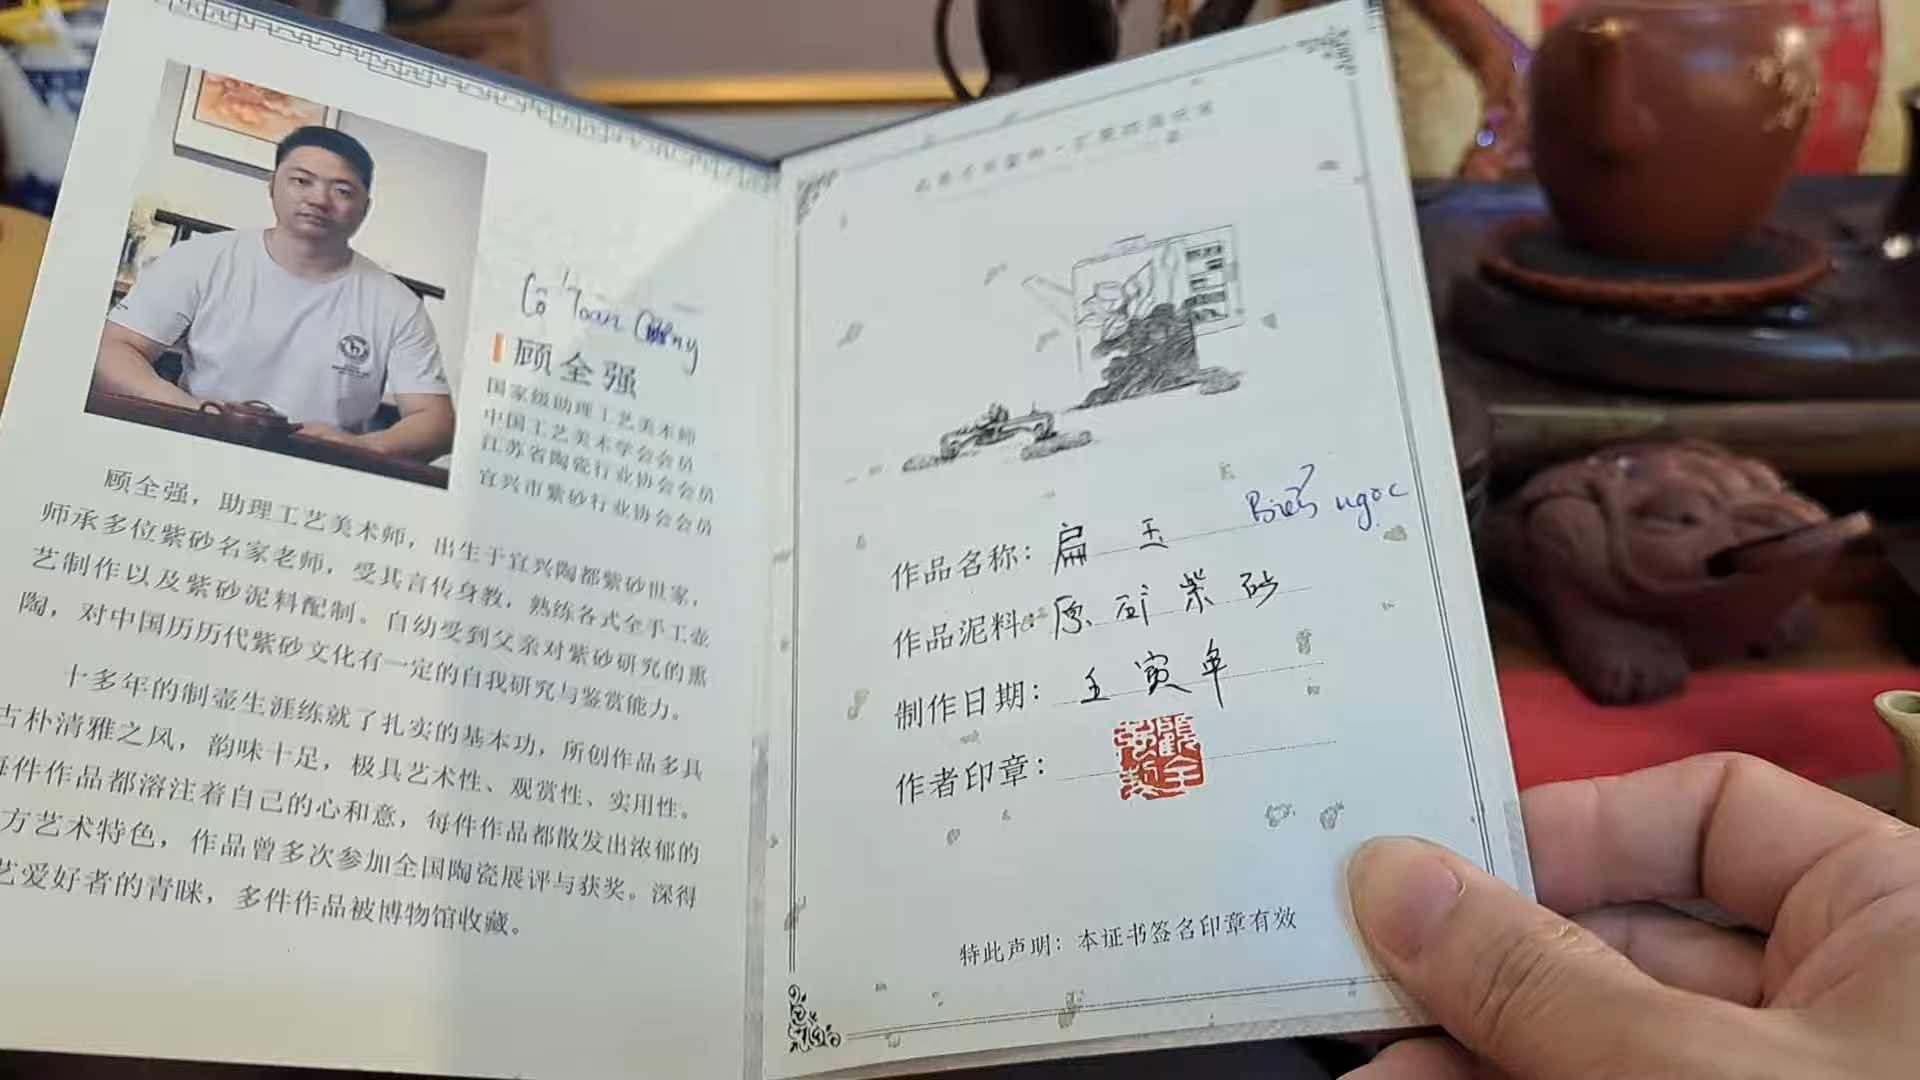 Cố Toàn Cường
顾全强
国家级助理工艺美术师
中国工艺美术学会会员
江苏省陶瓷行业协会会员
宜兴市紫砂行业协会会员
顾全强，助理工艺美术师，出生于宜兴陶都紫砂世家，
师承多位紫砂名家老师，受其言传身教，熟练各式全手工壶
艺制作以及紫砂泥料配制。自幼受到父亲对紫砂研究的熏
陶，对中国历历代紫砂文化有一定的自我研究与鉴赏能力。
十多年的制壶生涯练就了扎实的基本功，所创作品多具
古朴清雅之风，韵味十足，极具艺术性、观赏性、实用性。
每件作品都溶注着自己的心和意，每件作品都散发出浓郁的
方艺术特色，作品曾多次参加全国陶瓷展评与获奖。深得
艺爱好者的青睐，多件作品被博物馆收藏。
作品名称：扁玉 Biển ngọc
作品泥料：原矿紫砂
制作日期：壬寅年
作者印章：
特此声明：本证书签名印章有效